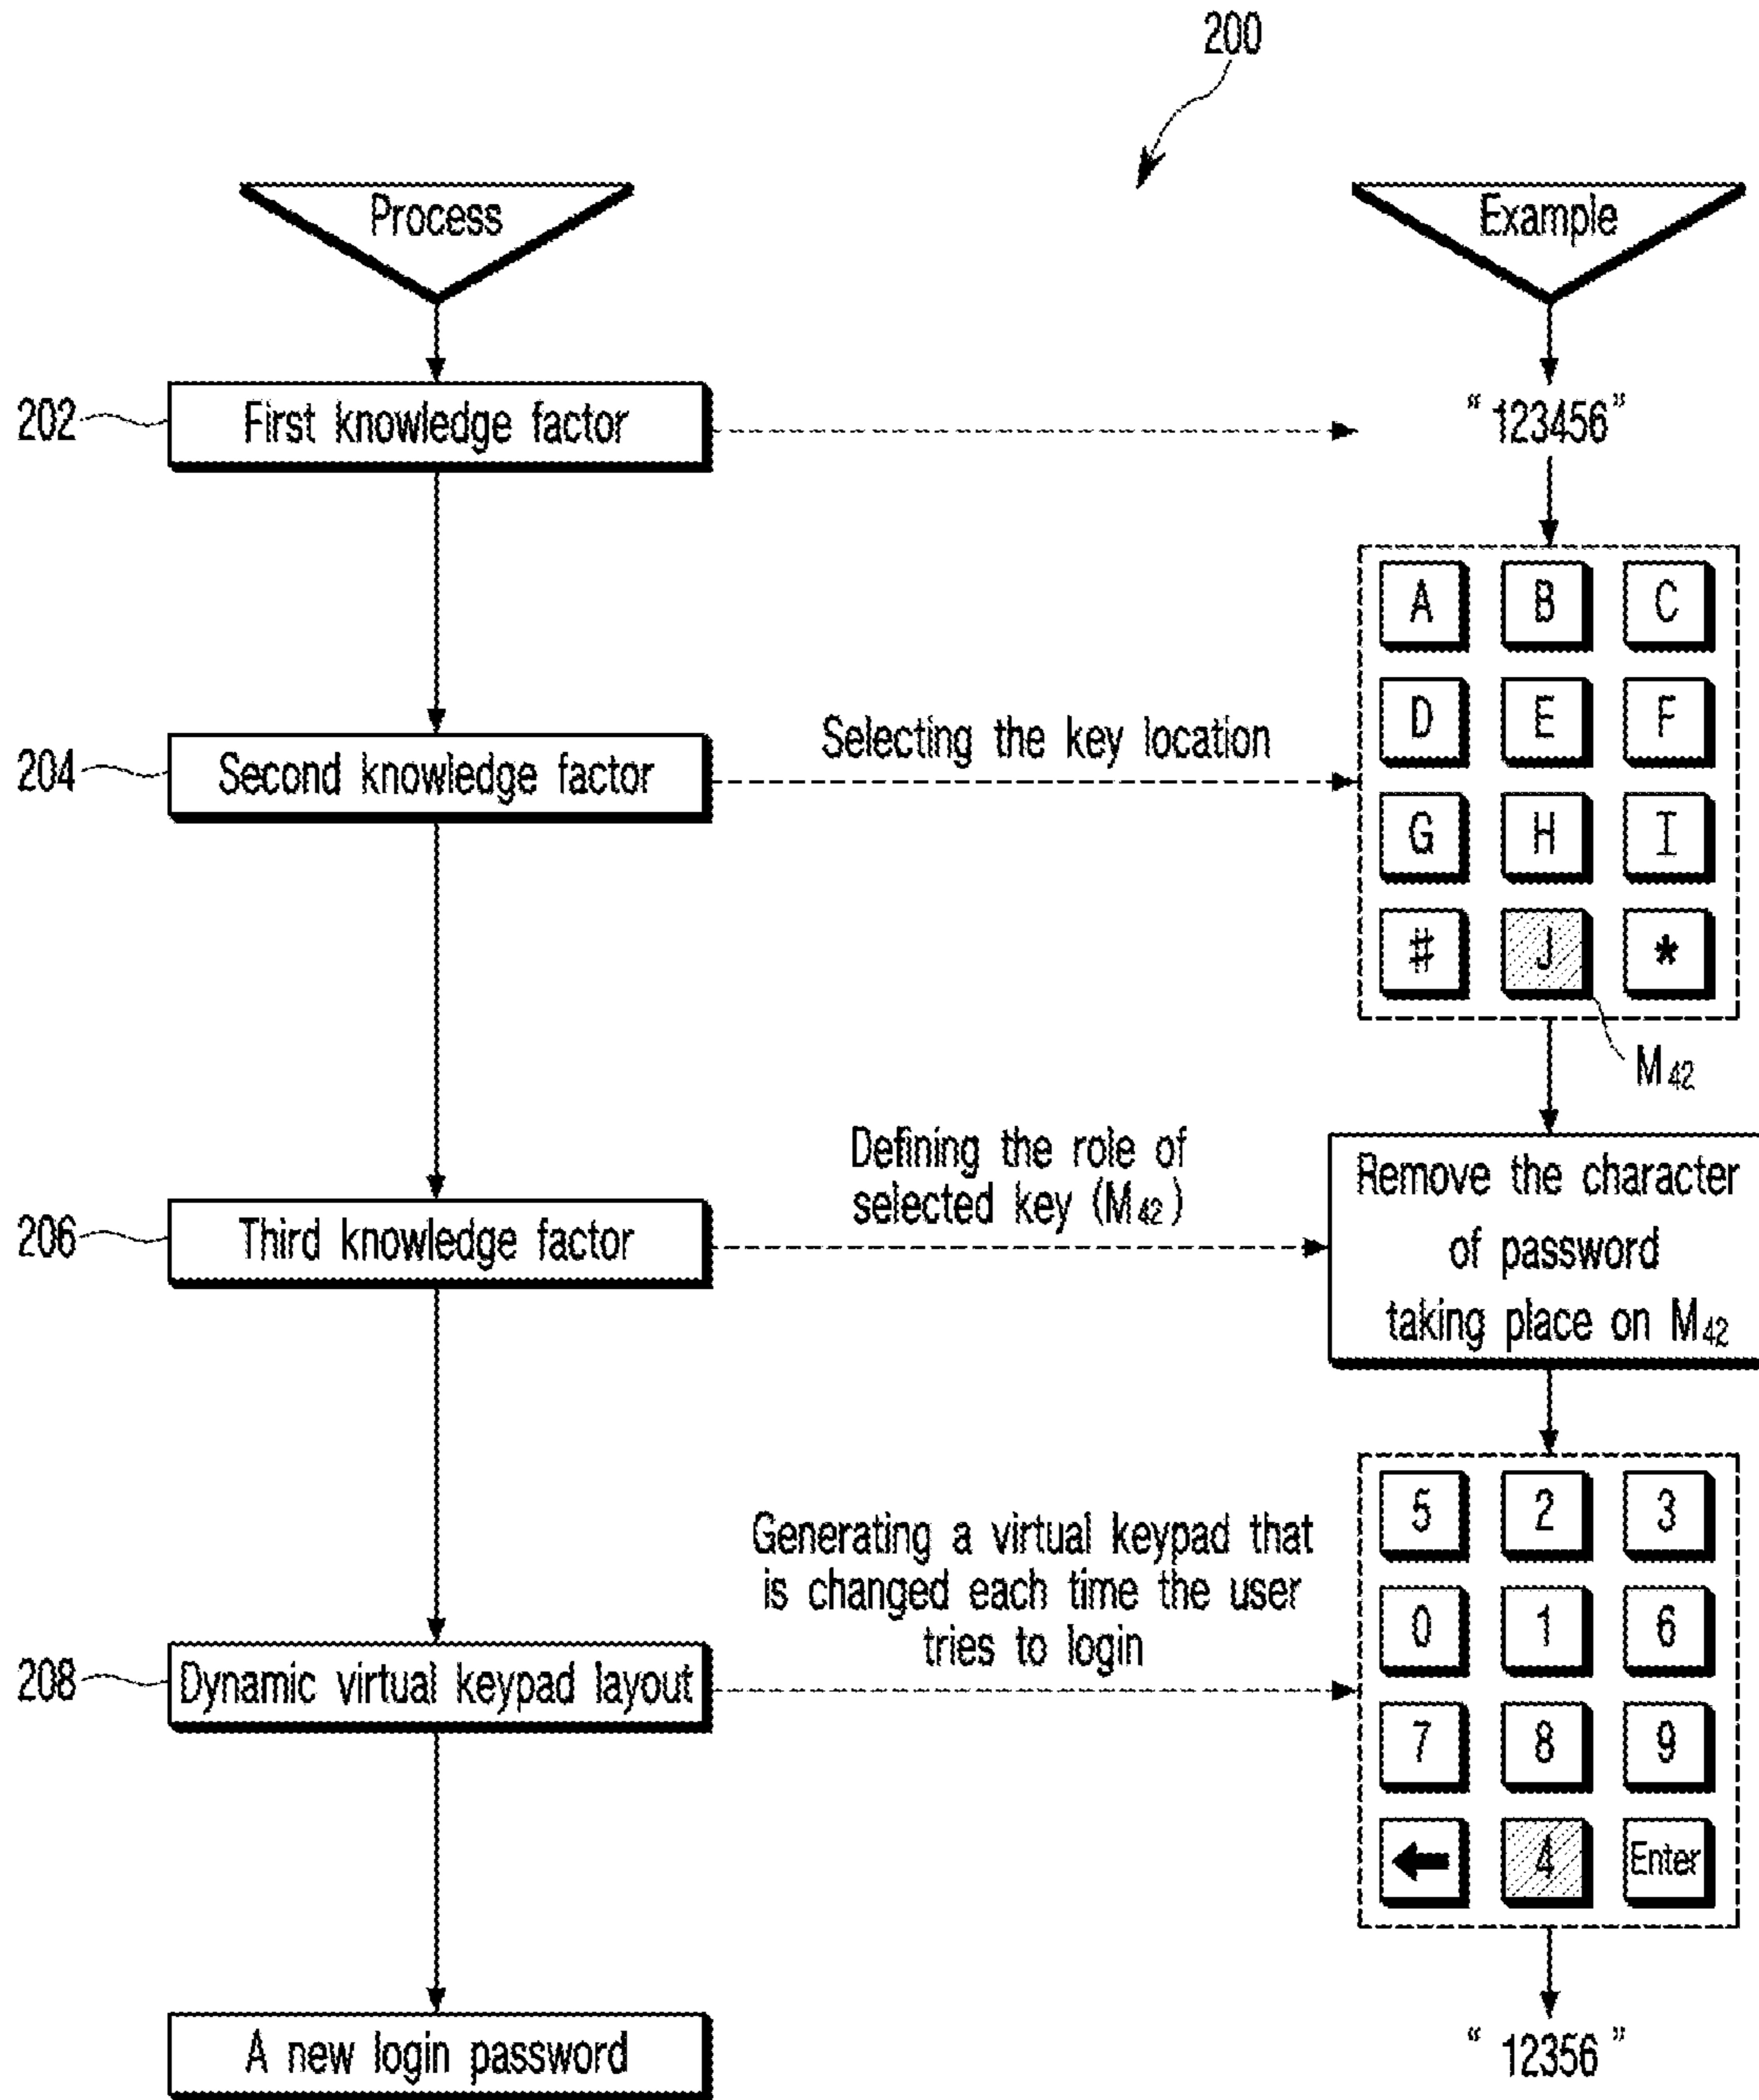 200
Process
Example
202
First knowledge factor
“ 123456 ”
A B C
D E F
204
Second knowledge factor
Selecting the key location
G H I
# J *
M42
206
Third knowledge factor
Defining the role of
selected key (M42)
Remove the character
of password
taking place on M42
208
Dynamic virtual keypad layout
Generating a virtual keypad that
is changed each time the user
tries to login
5 2 3
0 1 6
7 8 9
← 4 Enter
A new login password
“ 12356 ”